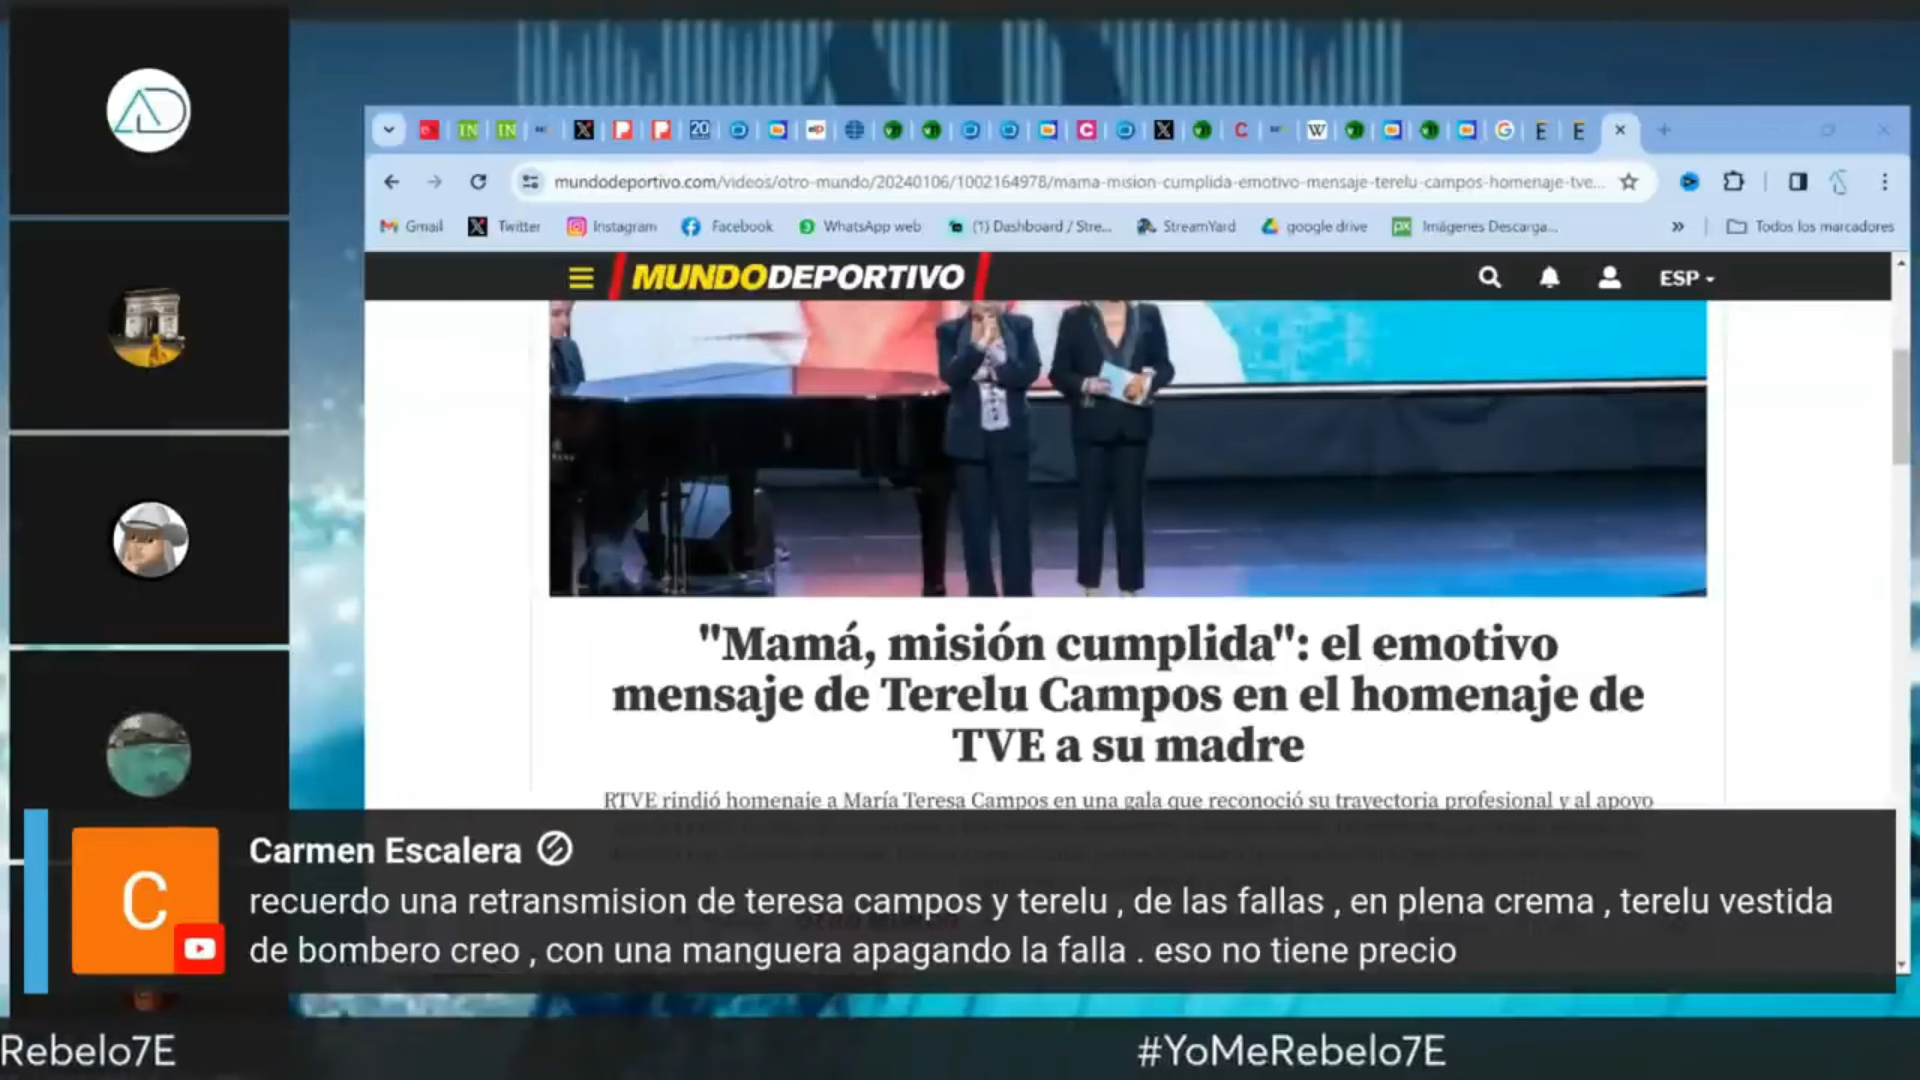 mundodeportivo.com/videos/otro-mundo/20240106/1002164978/mama-mision-cumplida-emotivo-mensaje-terelu-campos-homenaje-tve...
Gmail Twitter Instagram Facebook WhatsApp web (1) Dashboard / Stre... StreamYard google drive Imágenes Descarga... » Todos los marcadores
MUNDODEPORTIVO ESP
"Mamá, misión cumplida": el emotivo
mensaje de Terelu Campos en el homenaje de
TVE a su madre
RTVE rindió homenaje a María Teresa Campos en una gala que reconoció su trayectoria profesional y al apoyo
C
Carmen Escalera
recuerdo una retransmision de teresa campos y terelu , de las fallas , en plena crema , terelu vestida
de bombero creo , con una manguera apagando la falla . eso no tiene precio
Rebelo7E #YoMeRebelo7E